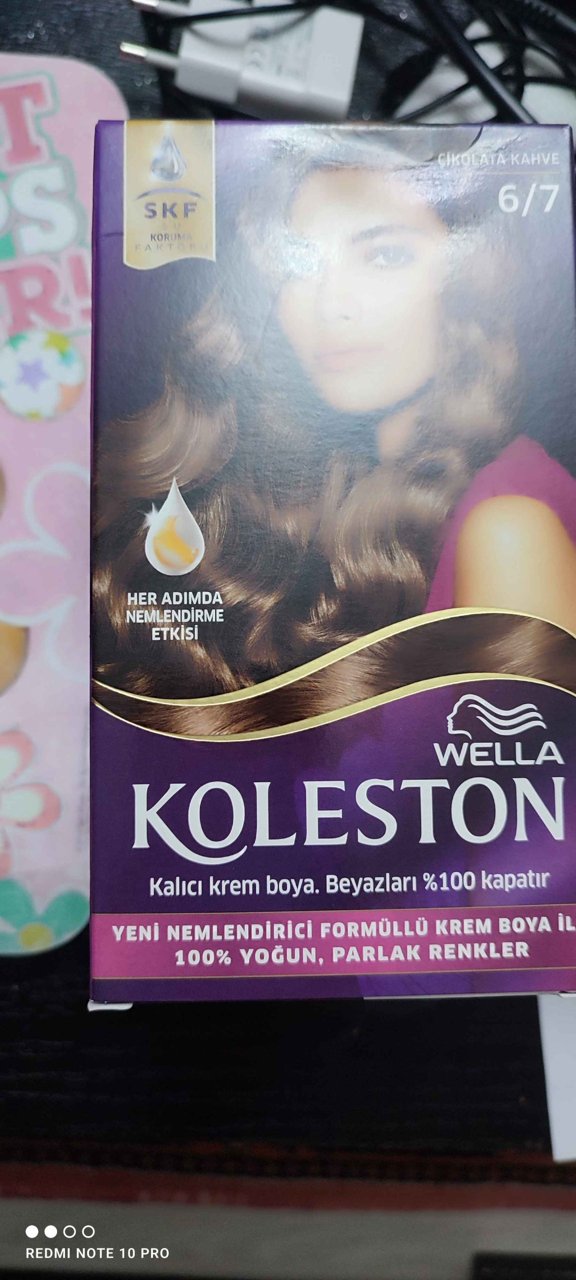 ÇİKOLATA KAHVE
6/7
SKF
KORUMA
FAKTÖRÜ
HER ADIMDA
NEMLENDİRME
ETKİSİ
WELLA
KOLESTON
Kalıcı krem boya. Beyazları %100 kapatır
YENİ NEMLENDİRİCİ FORMÜLLÜ KREM BOYA İL
100% YOĞUN, PARLAK RENKLER
REDMI NOTE 10 PRO